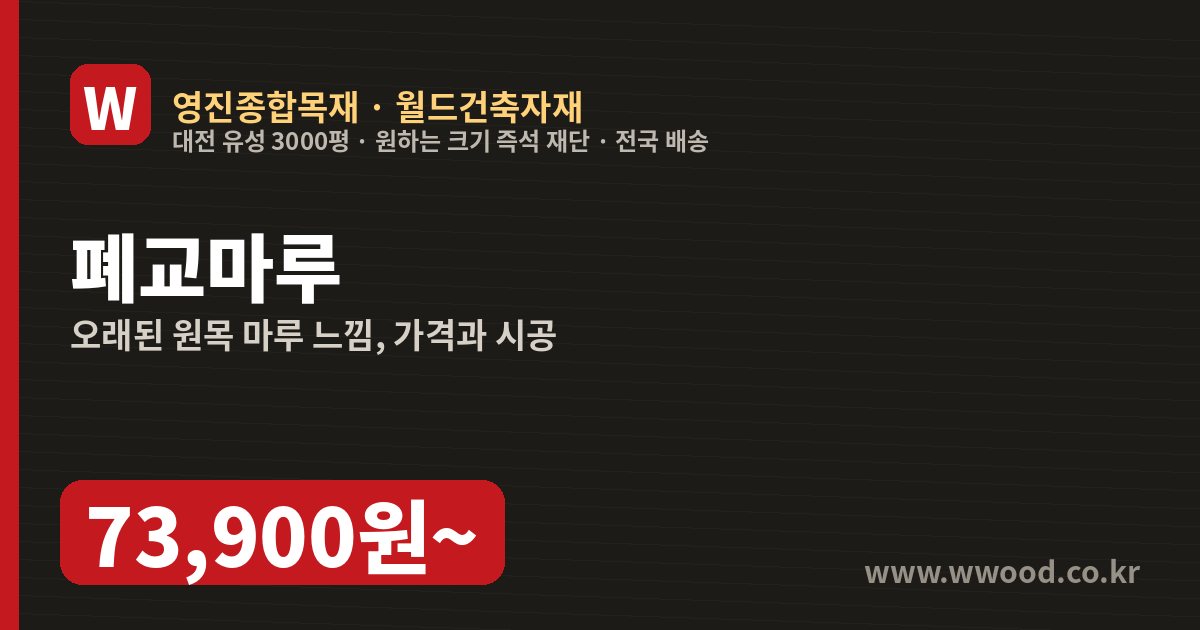 W
영진종합목재 · 월드건축자재
대전 유성 3000평 · 원하는 크기 즉석 재단 · 전국 배송
폐교마루
오래된 원목 마루 느낌, 가격과 시공
73,900원~
www.wwood.co.kr